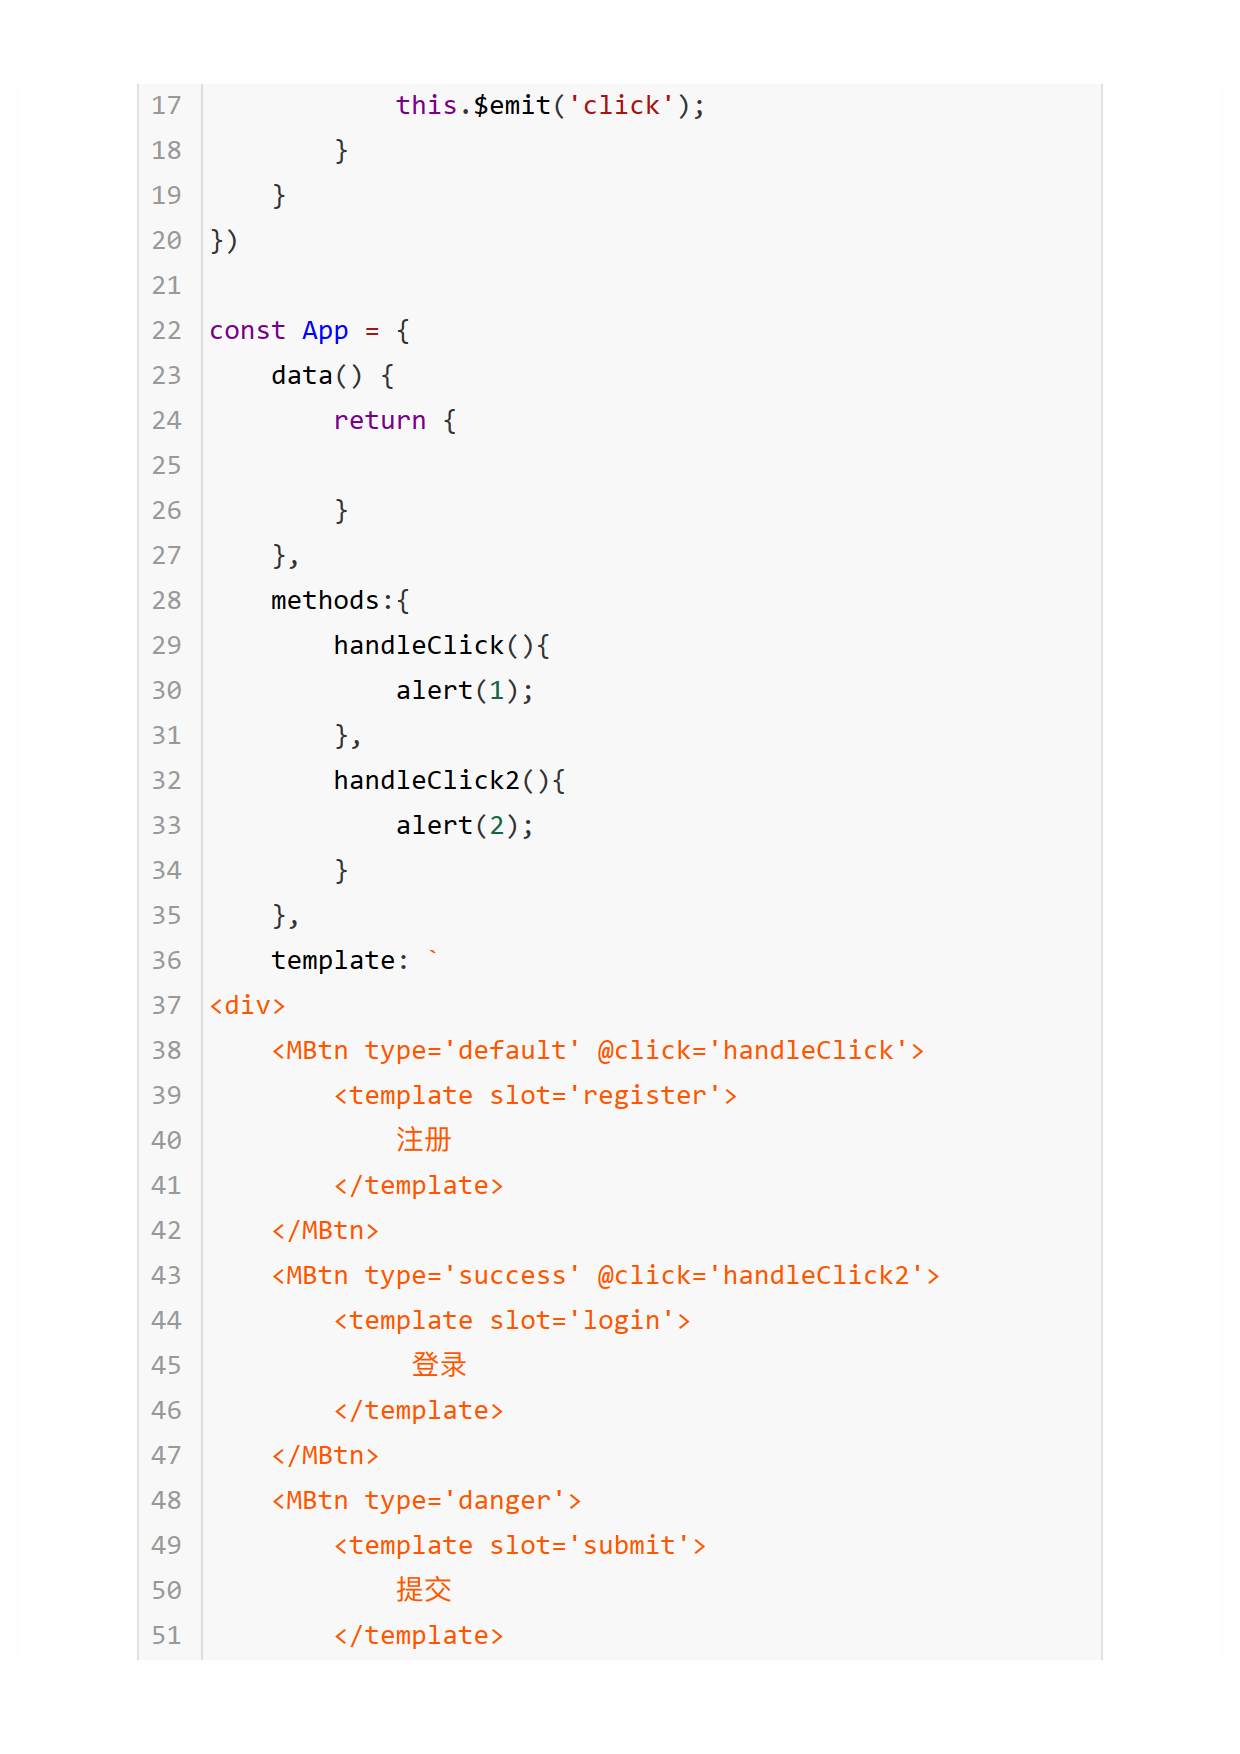 17 this.$emit('click');
18 }
19 }
20 })
21
22 const App = {
23 data() {
24 return {
25
26 }
27 },
28 methods:{
29 handleClick(){
30 alert(1);
31 },
32 handleClick2(){
33 alert(2);
34 }
35 },
36 template: `
37 <div>
38 <MBtn type='default' @click='handleClick'>
39 <template slot='register'>
40 注册
41 </template>
42 </MBtn>
43 <MBtn type='success' @click='handleClick2'>
44 <template slot='login'>
45 登录
46 </template>
47 </MBtn>
48 <MBtn type='danger'>
49 <template slot='submit'>
50 提交
51 </template>